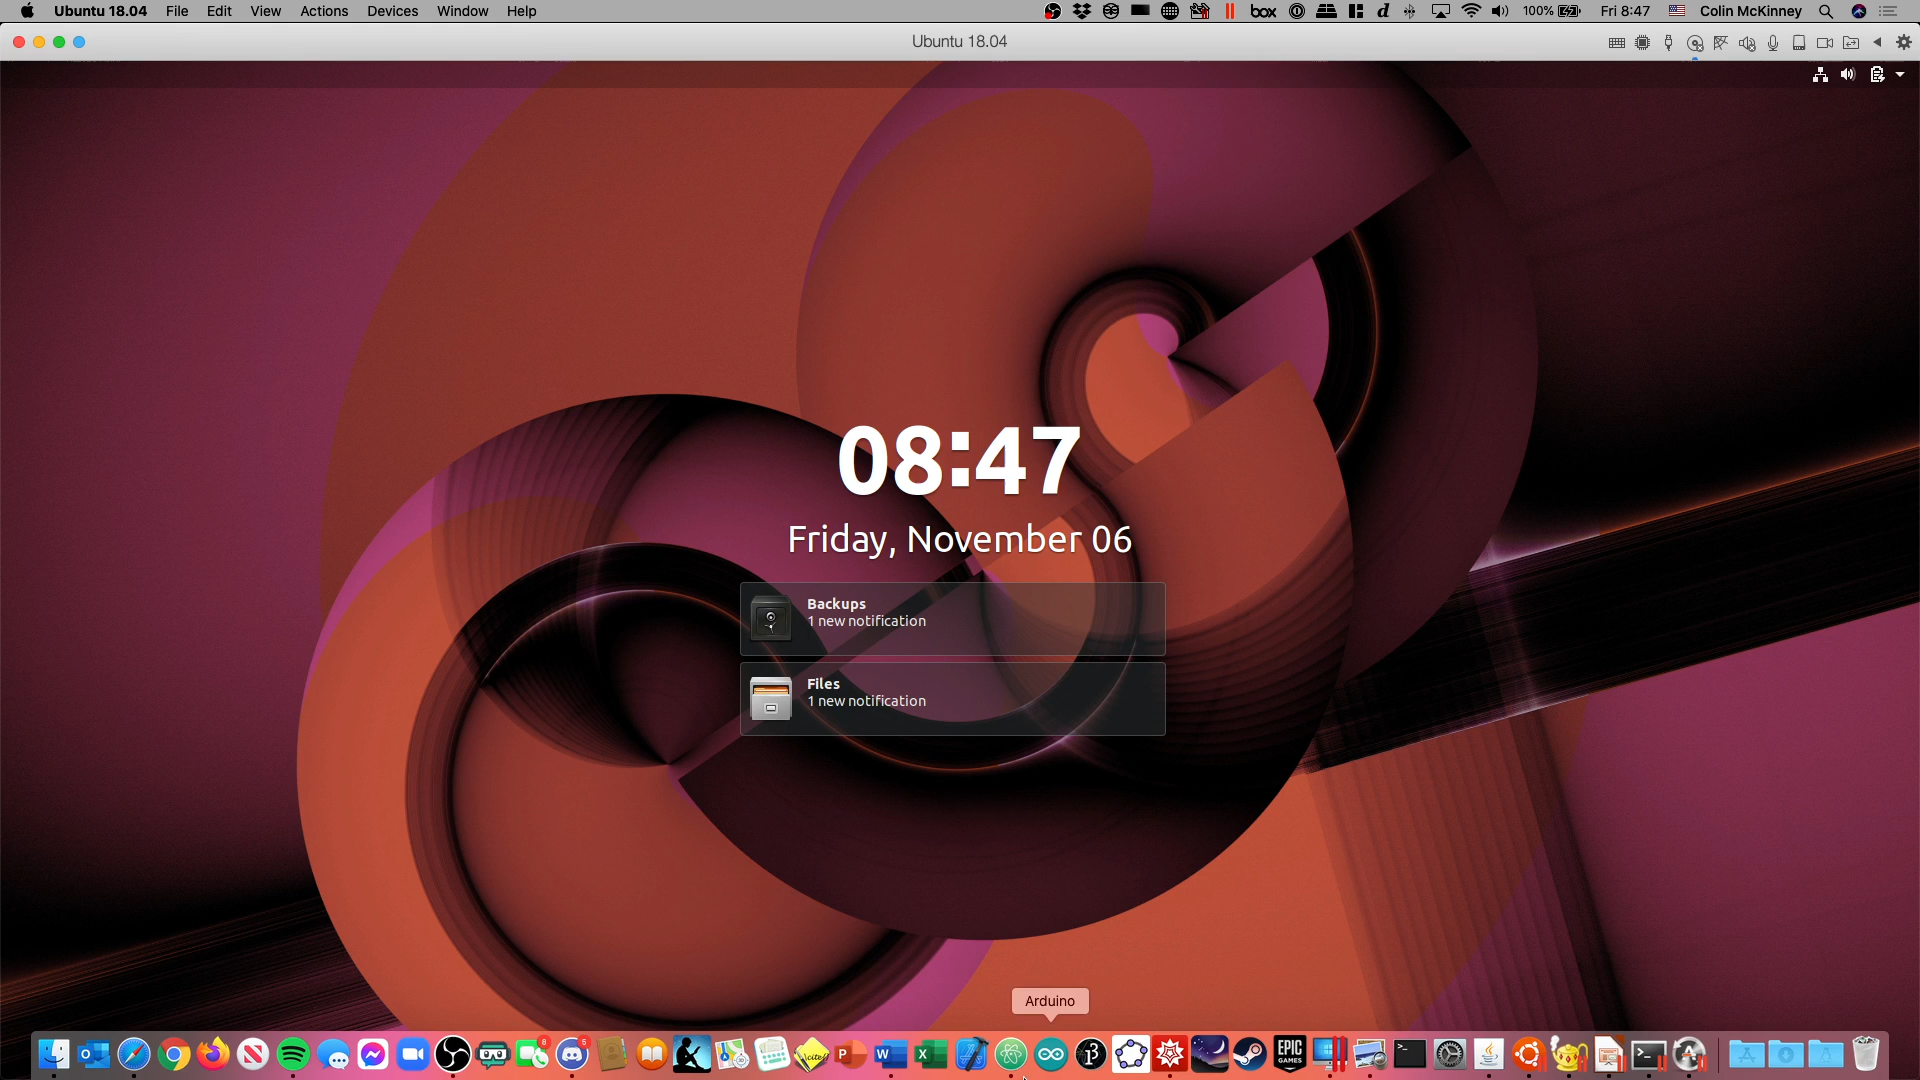 Ubuntu 18.04 File Edit View Actions Devices Window Help box d 100% Fri 8:47 Colin McKinney
Ubuntu 18.04
08:47
Friday, November 06
Backups
1 new notification
Files
1 new notification
Arduino
EPIC
GAMES